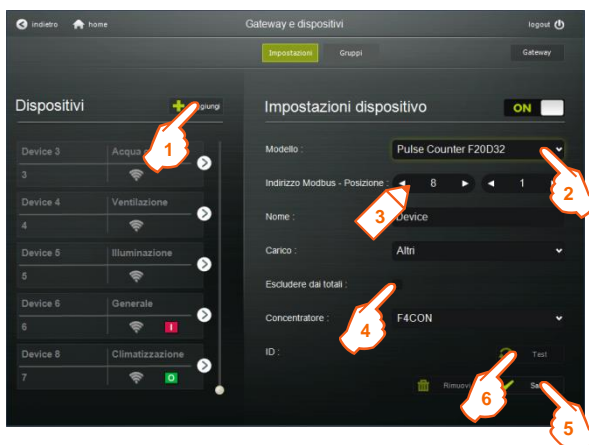 indietro home Gateway e dispositivi logout
Impostazioni Gruppi Gateway
Dispositivi
Impostazioni dispositivo ON
1
Device 3 Acqua
3
Device 4 Ventilazione
4
Device 5 Illuminazione
5
Device 6 Generale
6 I
Device 8 Climatizzazione
7 O
Modello : Pulse Counter F20D32
2
Indirizzo Modbus - Posizione : 8 1
3
Nome : Device
Carico : Altri
Escludere dai totali :
4
Concentratore : F4CON
ID : Test
Rimuovi
6
5